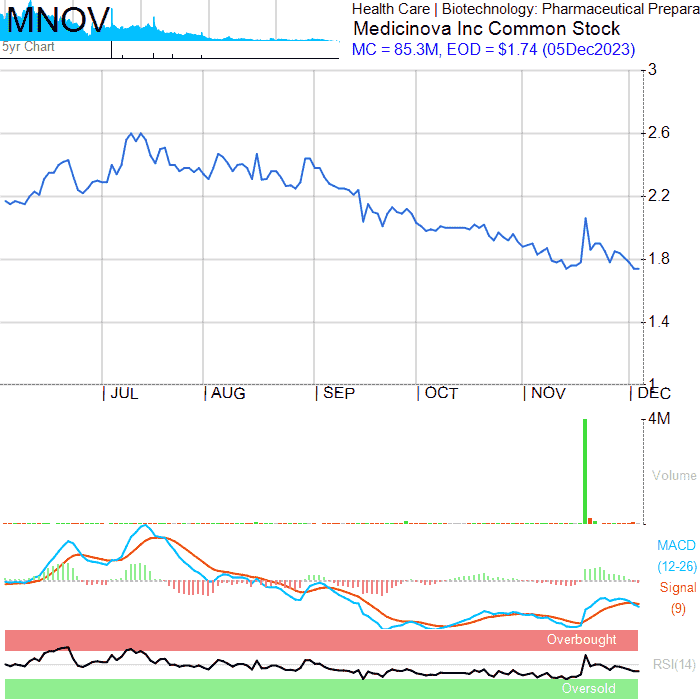 MNOV
5yr Chart
Health Care | Biotechnology: Pharmaceutical Prepara
Medicinova Inc Common Stock
MC = 85.3M, EOD = $1.74 (05Dec2023)
3
2.6
2.2
1.8
1.4
1
JUL
AUG
SEP
OCT
NOV
DEC
4M
Volume
MACD
(12-26)
Signal
(9)
Overbought
RSI(14)
Oversold